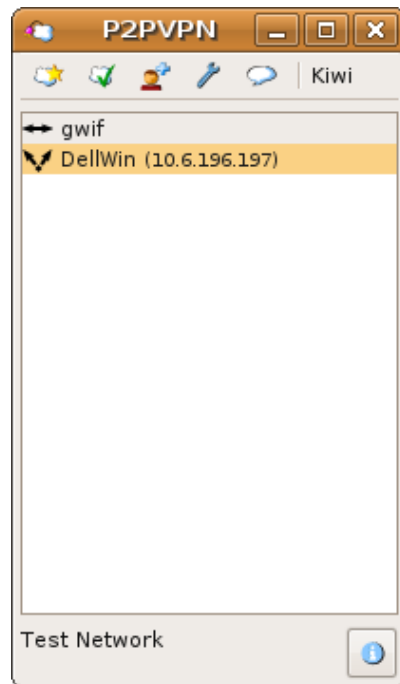 P2PVPN
Kiwi
gwif
DellWin (10.6.196.197)
Test Network